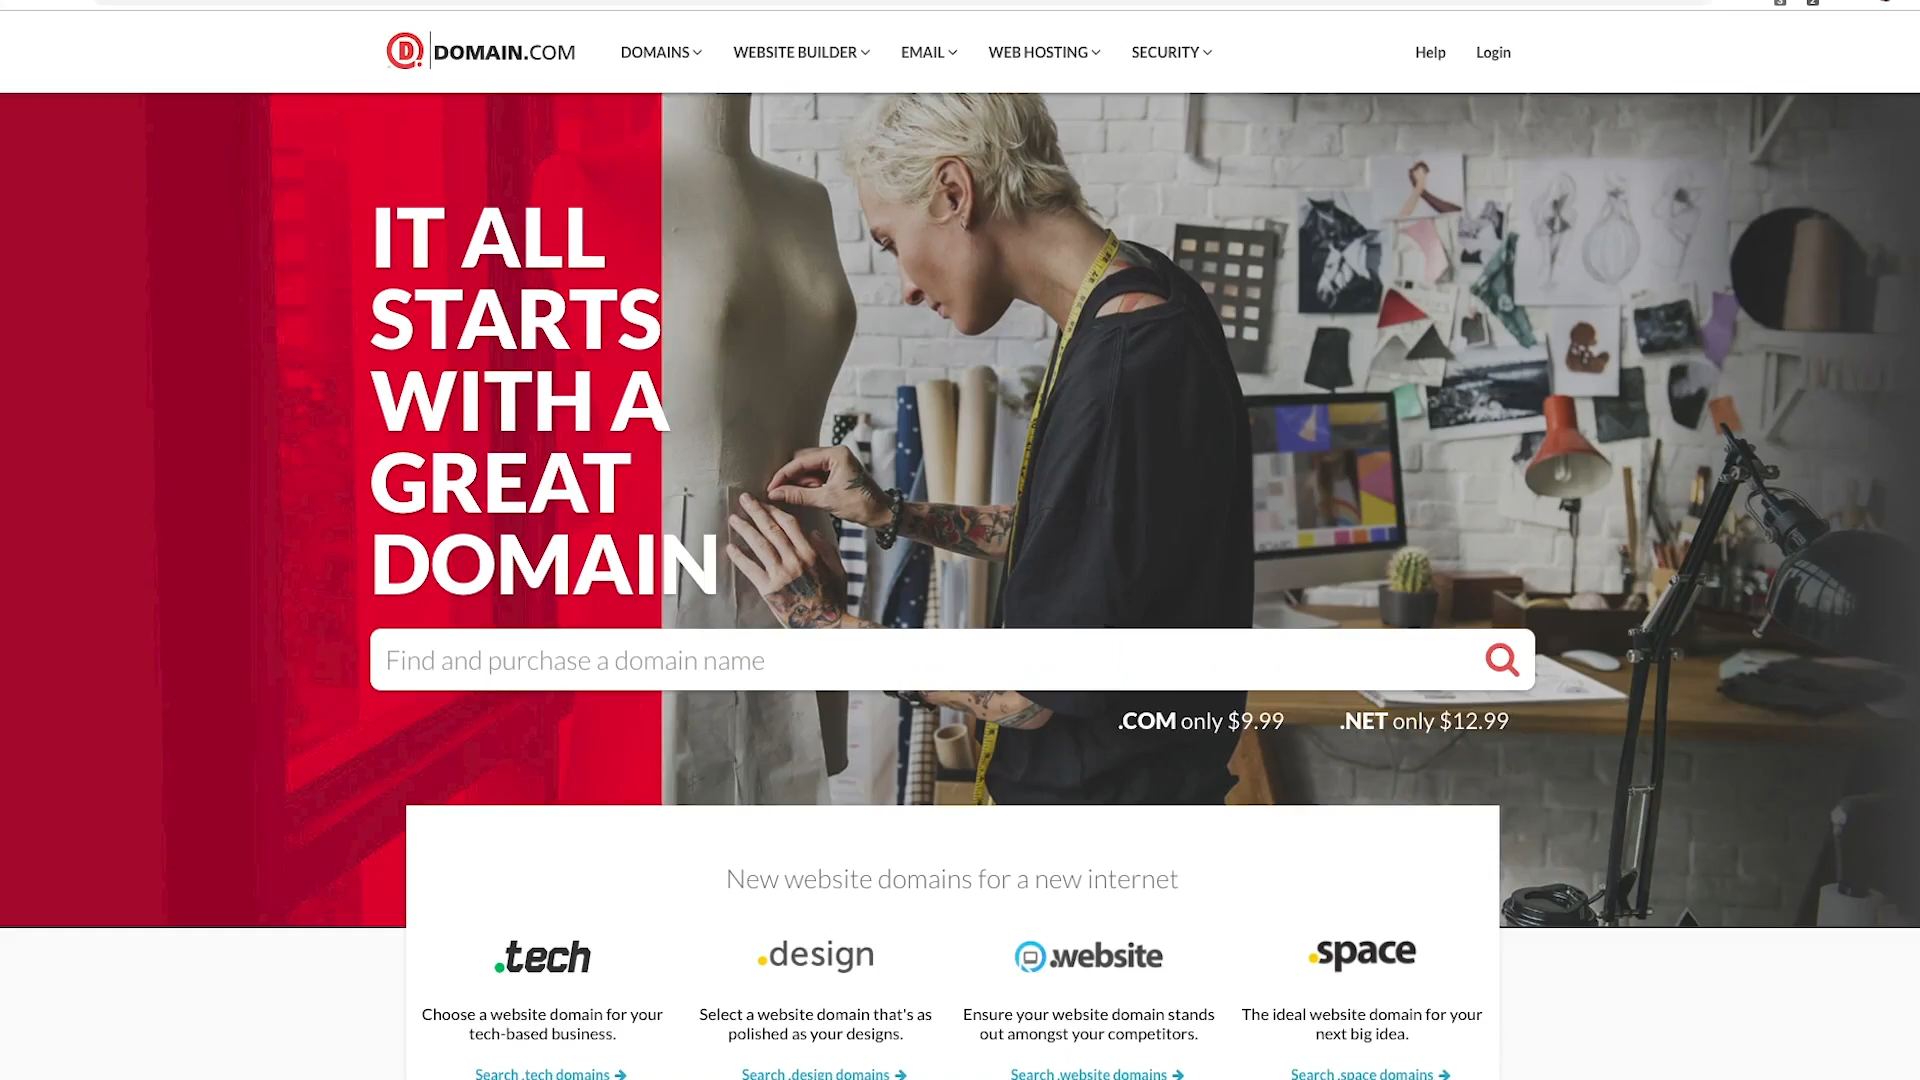 DOMAIN.COM
DOMAINS
WEBSITE BUILDER
EMAIL
WEB HOSTING
SECURITY
Help
Login
IT ALL
STARTS
WITH A
GREAT
DOMAIN
Find and purchase a domain name
.COM only $9.99
.NET only $12.99
New website domains for a new internet
.tech
Choose a website domain for your
tech-based business.
Search .tech domains
.design
Select a website domain that's as
polished as your designs.
Search .design domains
.website
Ensure your website domain stands
out amongst your competitors.
Search .website domains
.space
The ideal website domain for your
next big idea.
Search .space domains